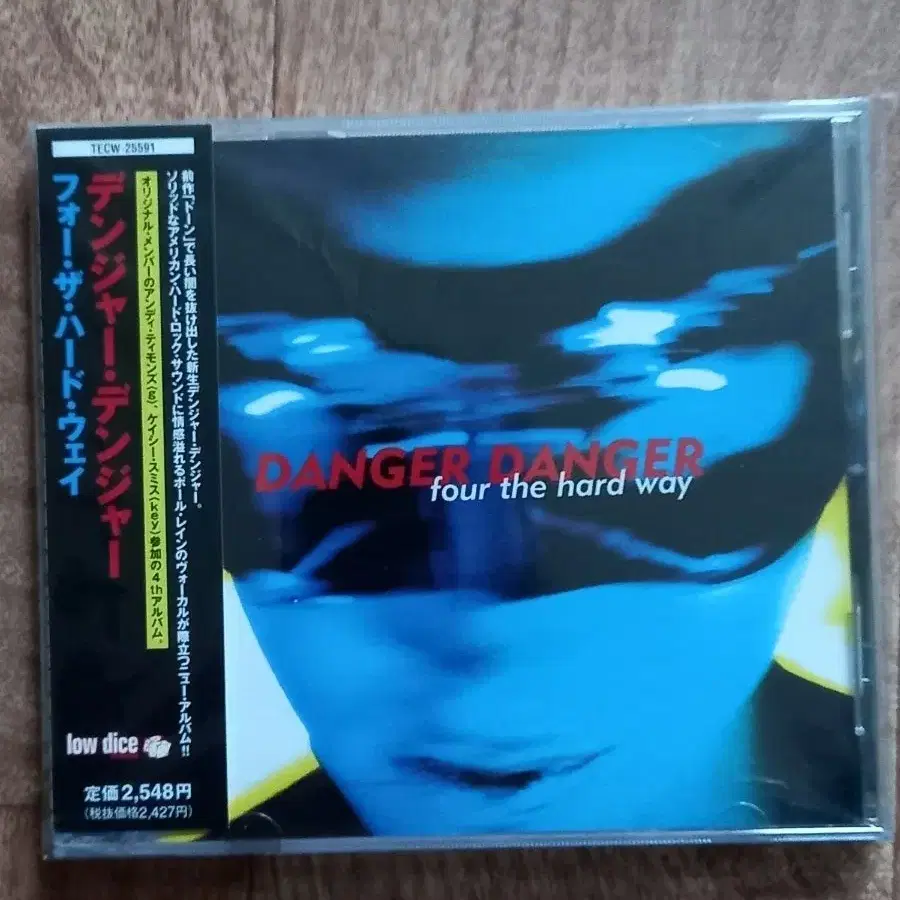 TECW-25591
前作「ドーン」で長い闇を抜け出した新生デンジャー・デンジャー。
ソリッドなアメリカン・ハード・ロック・サウンドに情感溢れるポール・レインのヴォーカルが際立つニュー・アルバム!!
オリジナル・メンバーのアンディ・ティモンズ(g)、ケイシー・スミス(key)参加の4thアルバム。
デンジャー・デンジャー
フォー・ザ・ハード・ウェイ
low dice
定価2,548円
(税抜価格2,427円)
DANGER DANGER
four the hard way